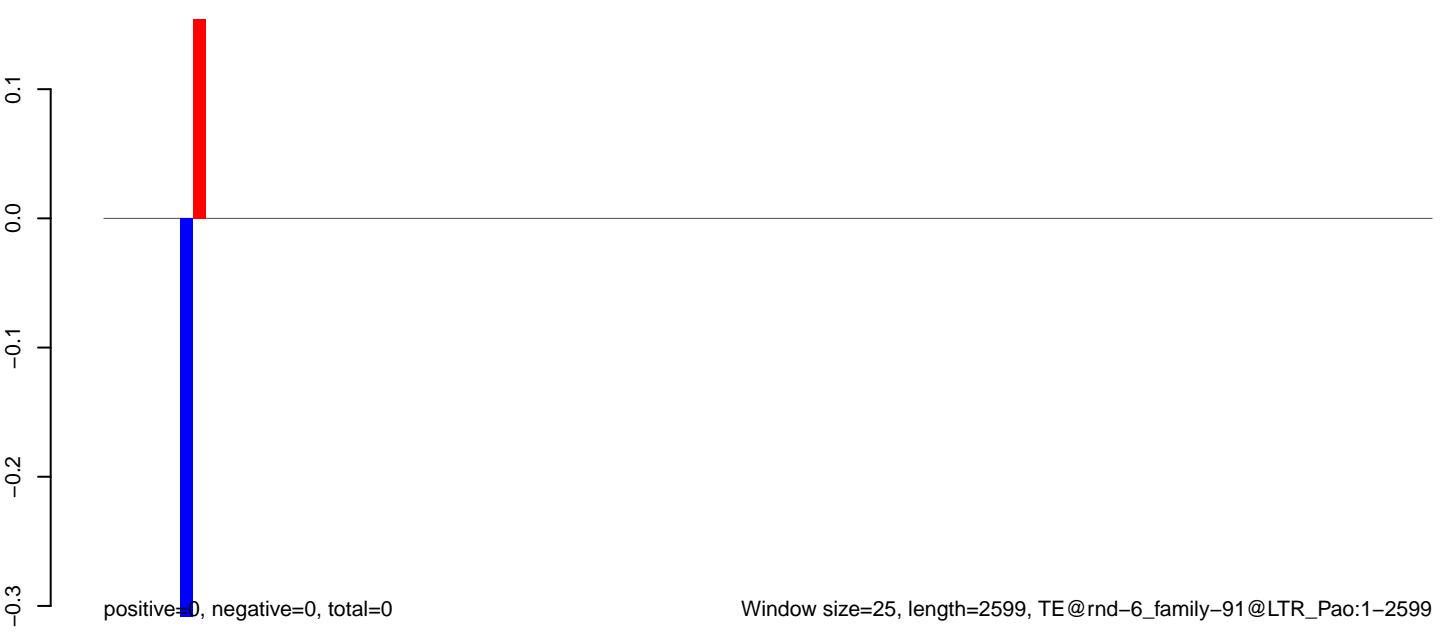 0.1
0.0
−0.1
−0.2
−0.3
positive=0, negative=0, total=0
Window size=25, length=2599, TE@rnd−6_family−91@LTR_Pao:1−2599